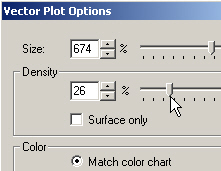 Vector Plot Options
Size: 674 %
Density
26 %
Surface only
Color
Match color chart